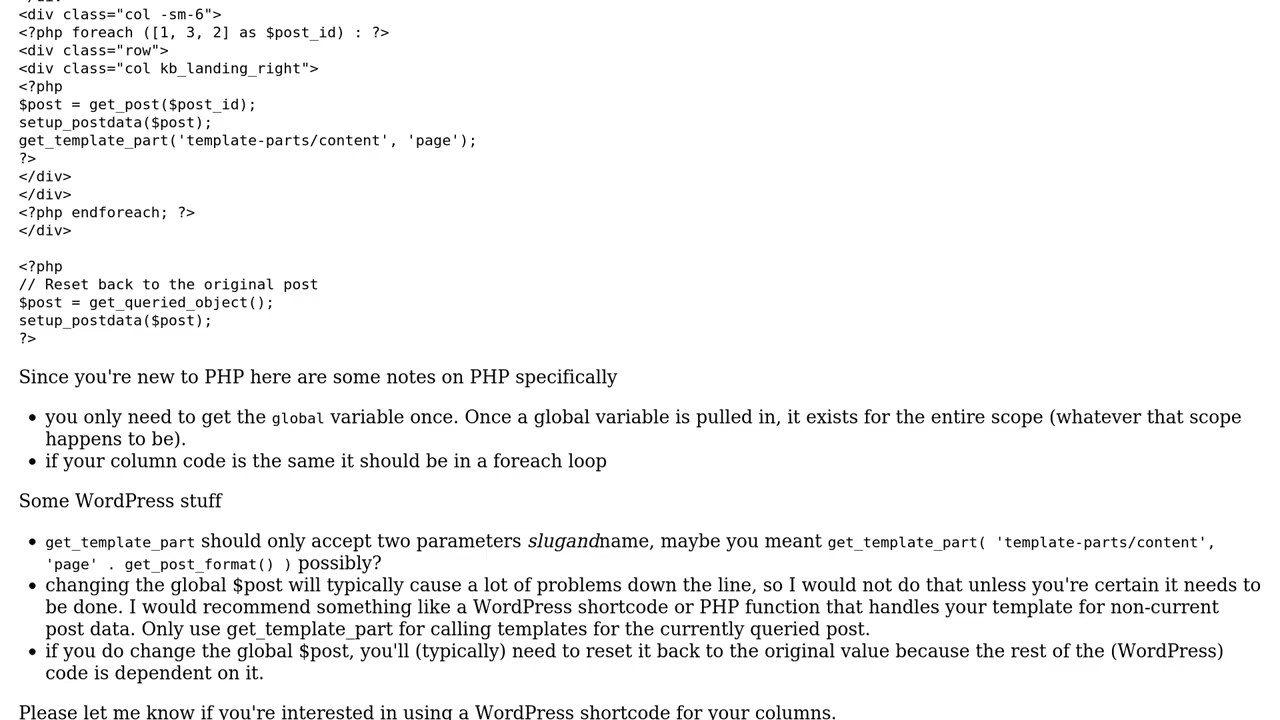 <div class="col -sm-6">
<?php foreach ([1, 3, 2] as $post_id) : ?>
<div class="row">
<div class="col kb_landing_right">
<?php
$post = get_post($post_id);
setup_postdata($post);
get_template_part('template-parts/content', 'page');
?>
</div>
</div>
<?php endforeach; ?>
</div>
<?php
// Reset back to the original post
$post = get_queried_object();
setup_postdata($post);
?>
Since you're new to PHP here are some notes on PHP specifically
• you only need to get the global variable once. Once a global variable is pulled in, it exists for the entire scope (whatever that scope
happens to be).
• if your column code is the same it should be in a foreach loop
Some WordPress stuff
• get_template_part should only accept two parameters slugandname, maybe you meant get_template_part( 'template-parts/content',
'page' . get_post_format() ) possibly?
• changing the global $post will typically cause a lot of problems down the line, so I would not do that unless you're certain it needs to
be done. I would recommend something like a WordPress shortcode or PHP function that handles your template for non-current
post data. Only use get_template_part for calling templates for the currently queried post.
• if you do change the global $post, you'll (typically) need to reset it back to the original value because the rest of the (WordPress)
code is dependent on it.
Please let me know if you're interested in using a WordPress shortcode for your columns.